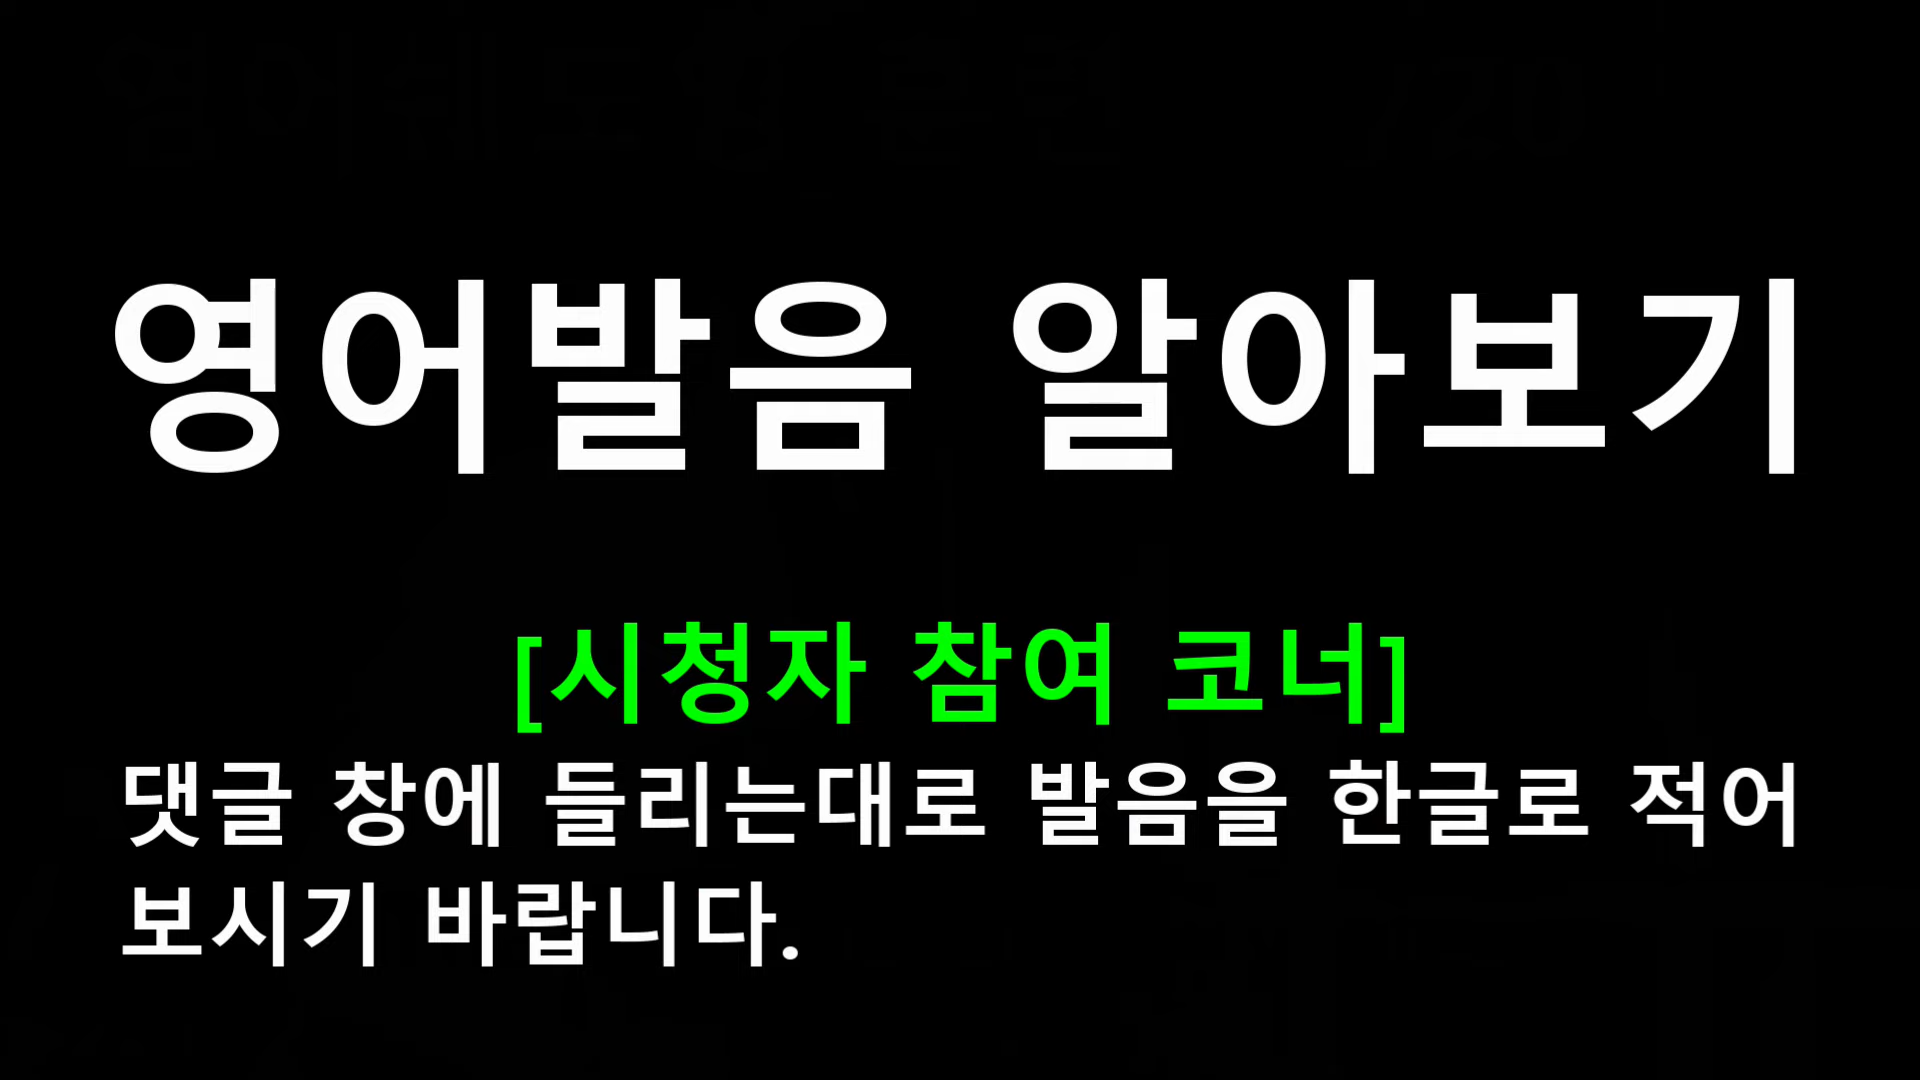 영어발음 알아보기
[시청자 참여 코너]
댓글 창에 들리는대로 발음을 한글로 적어
보시기 바랍니다.